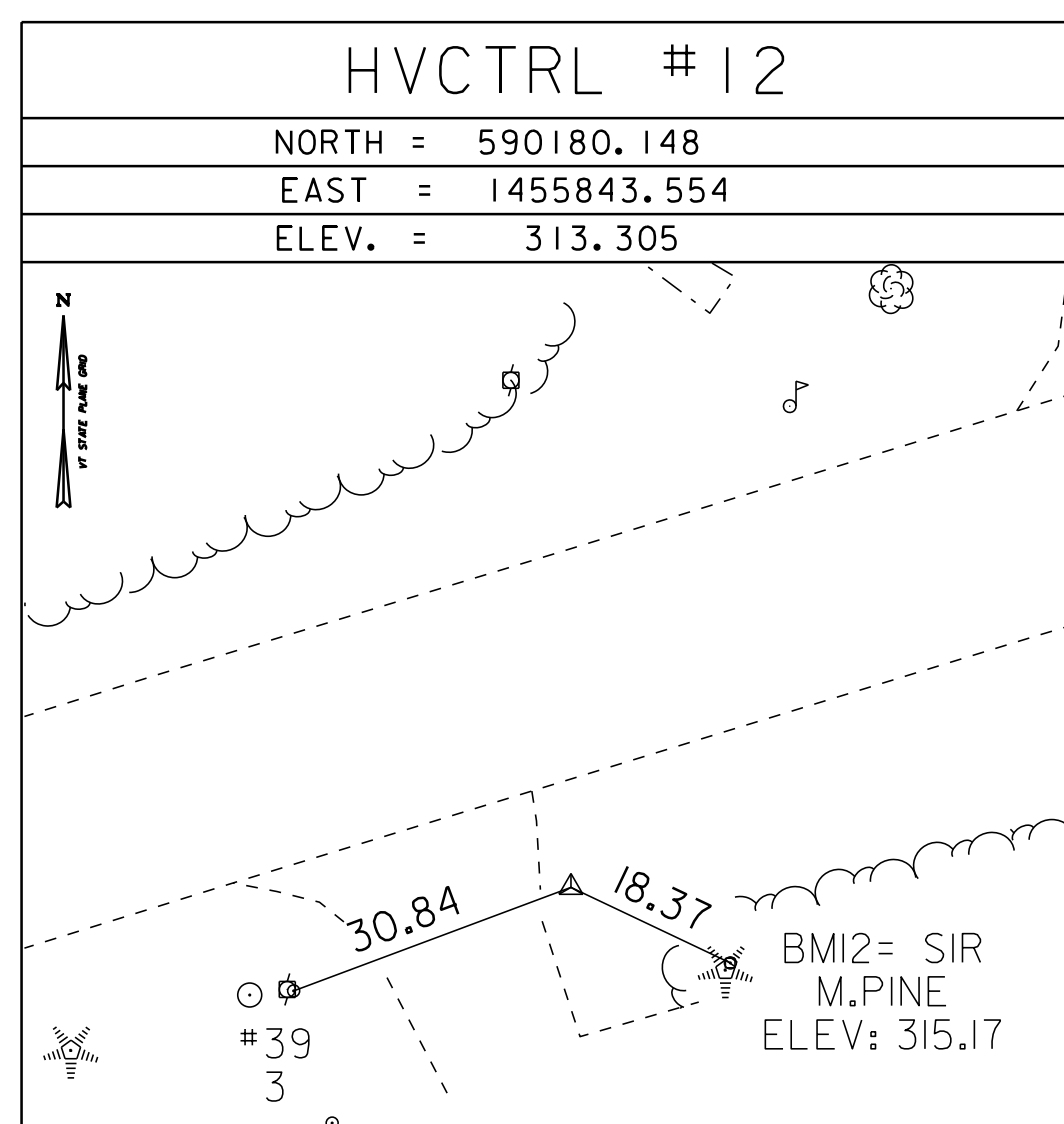 HVCTRL #12
NORTH = 590180.148
EAST = 1455843.554
ELEV. = 313.305
N
VT STATE PLANE GRID
30.84
18.37
BM12= SIR
M.PINE
ELEV: 315.17
#39
3